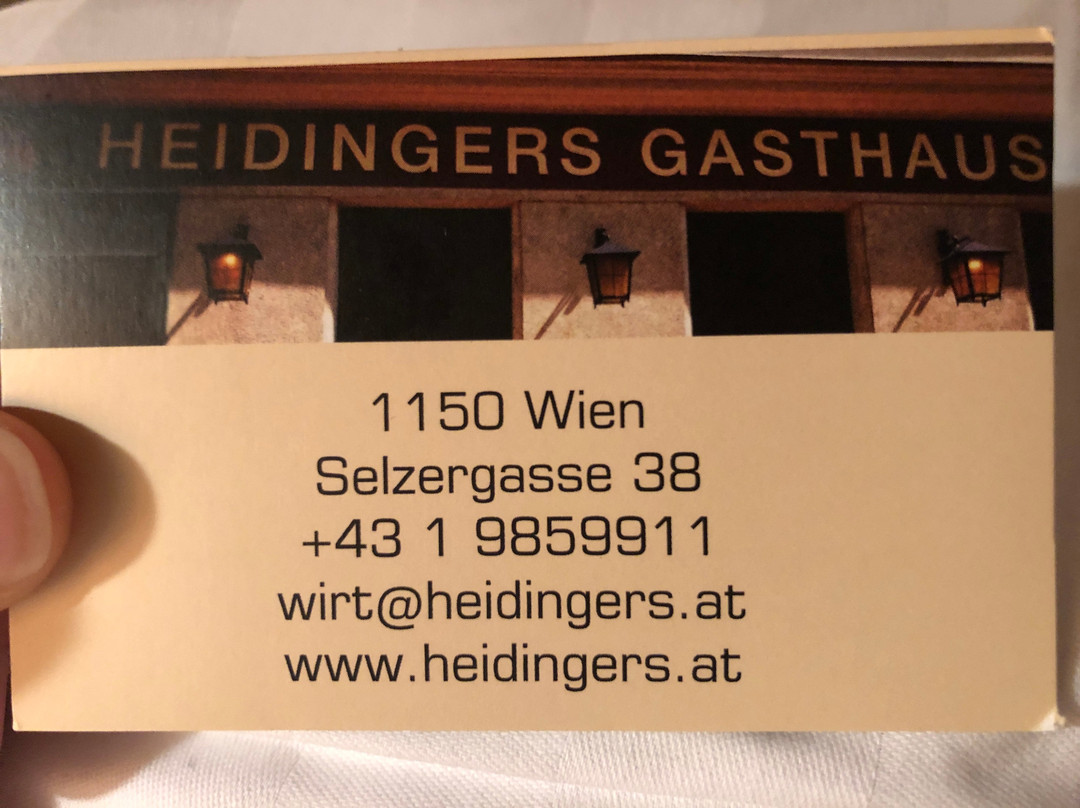 HEIDINGERS GASTHAUS
1150 Wien
Selzergasse 38
+43 1 9859911
wirt@heidingers.at
www.heidingers.at